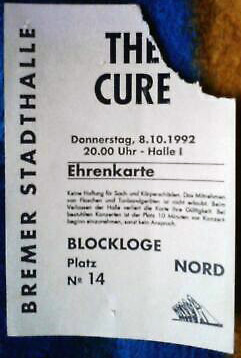 BREMER STADTHALLE
THE
CURE
Donnerstag, 8.10.1992
20.00 Uhr - Halle I
Ehrenkarte
Keine Haftung für Sach- und Körperschäden. Das Mitnehmen
von Flaschen und Tonbandgeräten ist nicht erlaubt. Beim
Verlassen der Halle verliert die Karte ihre Gültigkeit. Bei
bestuhlten Konzerten ist der Platz 10 Minuten vor Konzert-
beginn einzunehmen, sonst kein Anspruch.
BLOCKLOGE
Platz
NORD
No 14